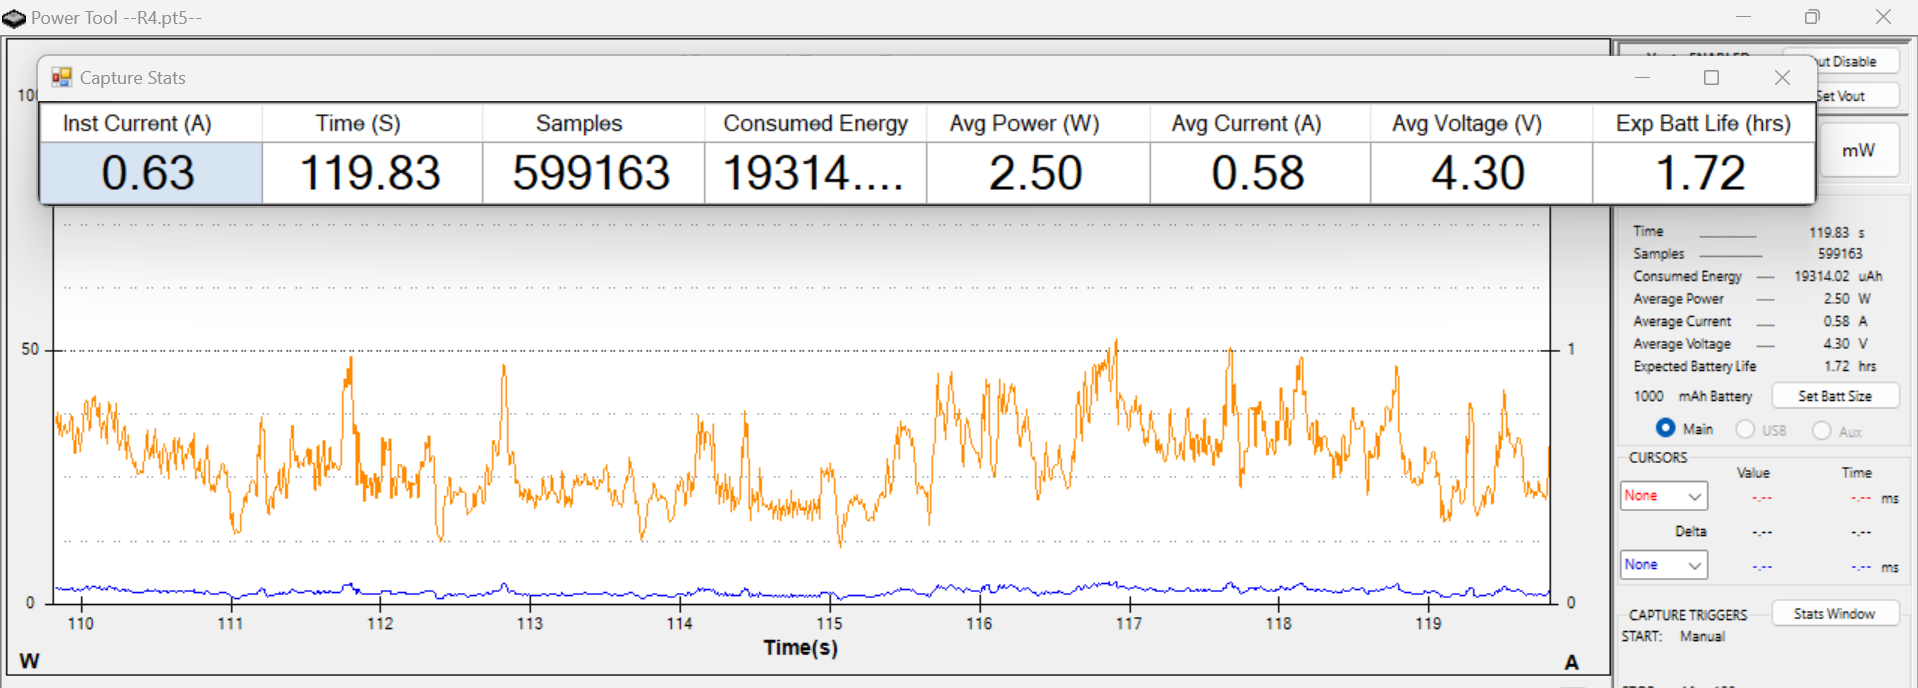 Power Tool --R4.pt5--
Capture Stats
Inst Current (A) Time (S) Samples Consumed Energy Avg Power (W) Avg Current (A) Avg Voltage (V) Exp Batt Life (hrs)
0.63 119.83 599163 19314.... 2.50 0.58 4.30 1.72
ut Disable
Set Vout
mW
Time 119.83 s
Samples 599163
Consumed Energy 19314.02 uAh
Average Power 2.50 W
Average Current 0.58 A
Average Voltage 4.30 V
Expected Battery Life 1.72 hrs
1000 mAh Battery Set Batt Size
Main USB Aux
CURSORS
Value Time
None -.-- -.-- ms
Delta -.-- -.--
None -.-- -.-- ms
CAPTURE TRIGGERS Stats Window
START: Manual
10
50 1
0 0
110 111 112 113 114 115 116 117 118 119
Time(s)
W A